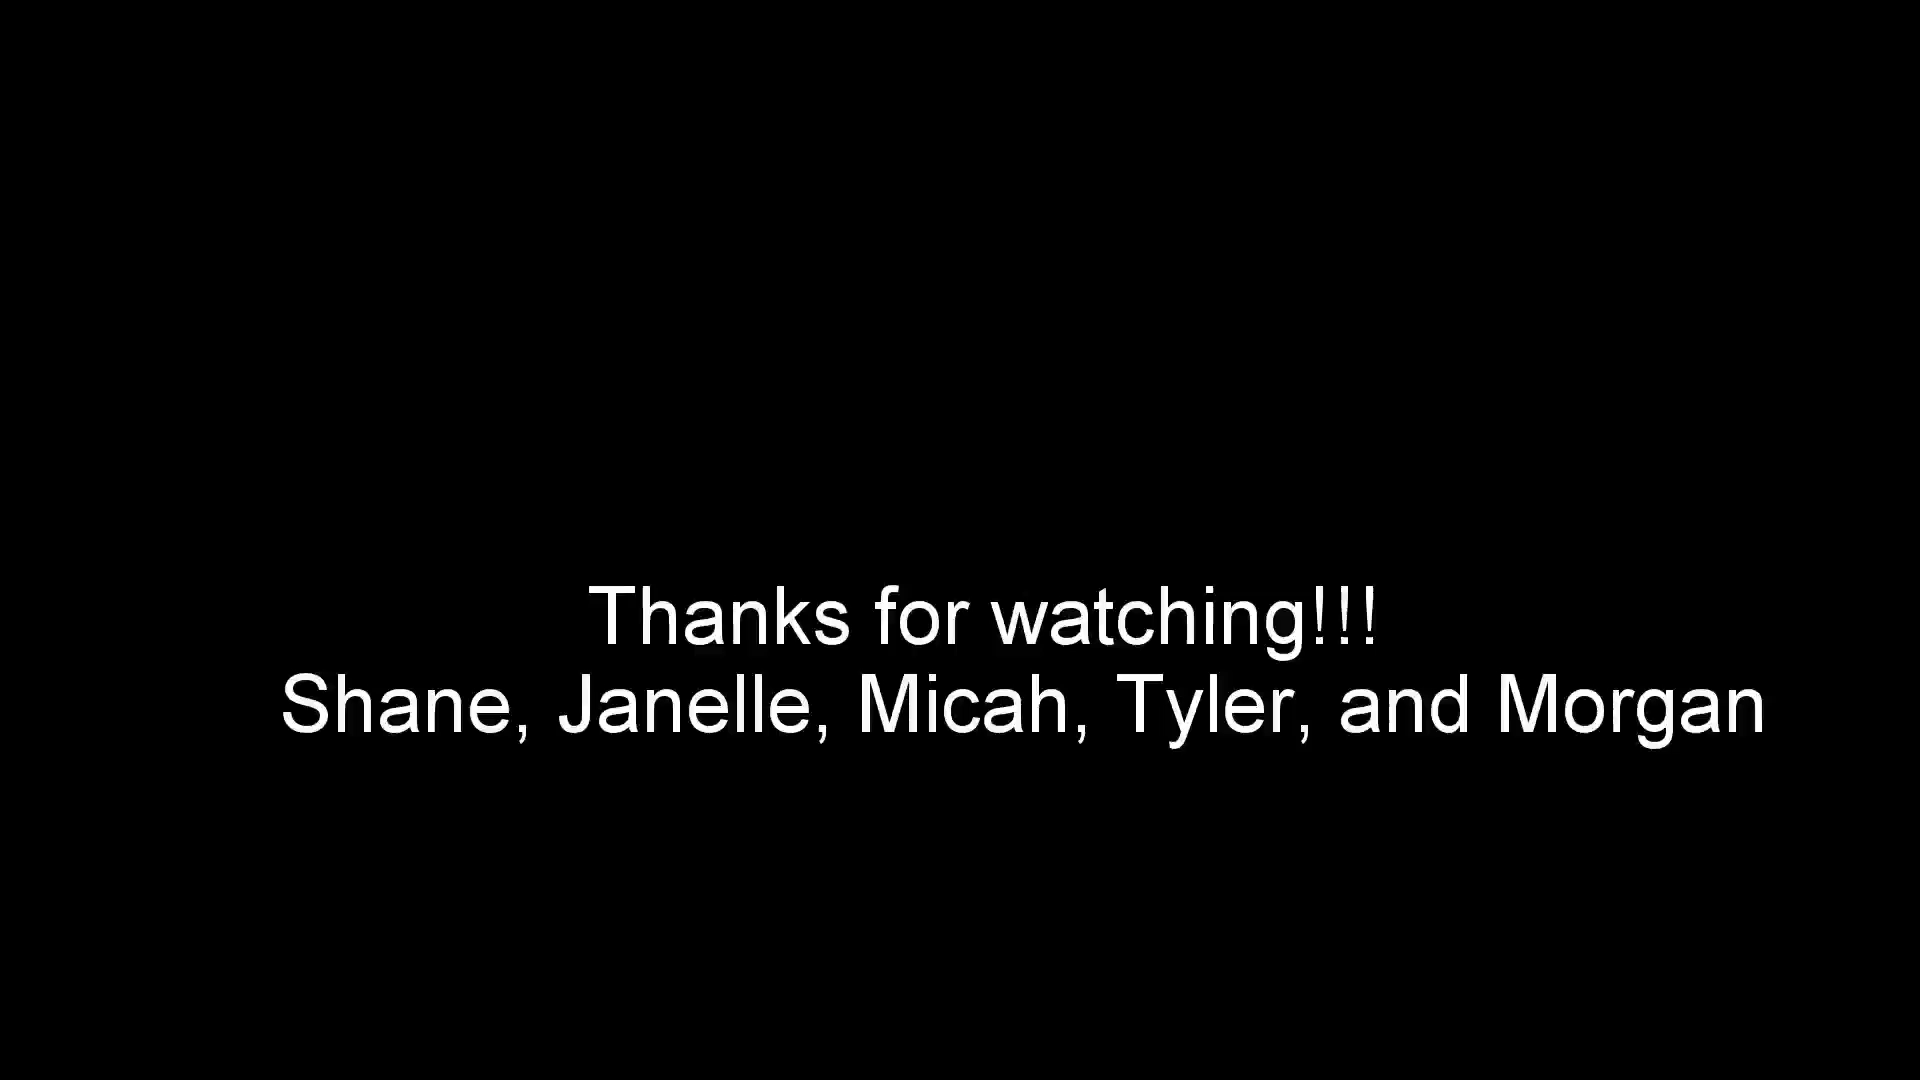 Thanks for watching!!!
Shane, Janelle, Micah, Tyler, and Morgan